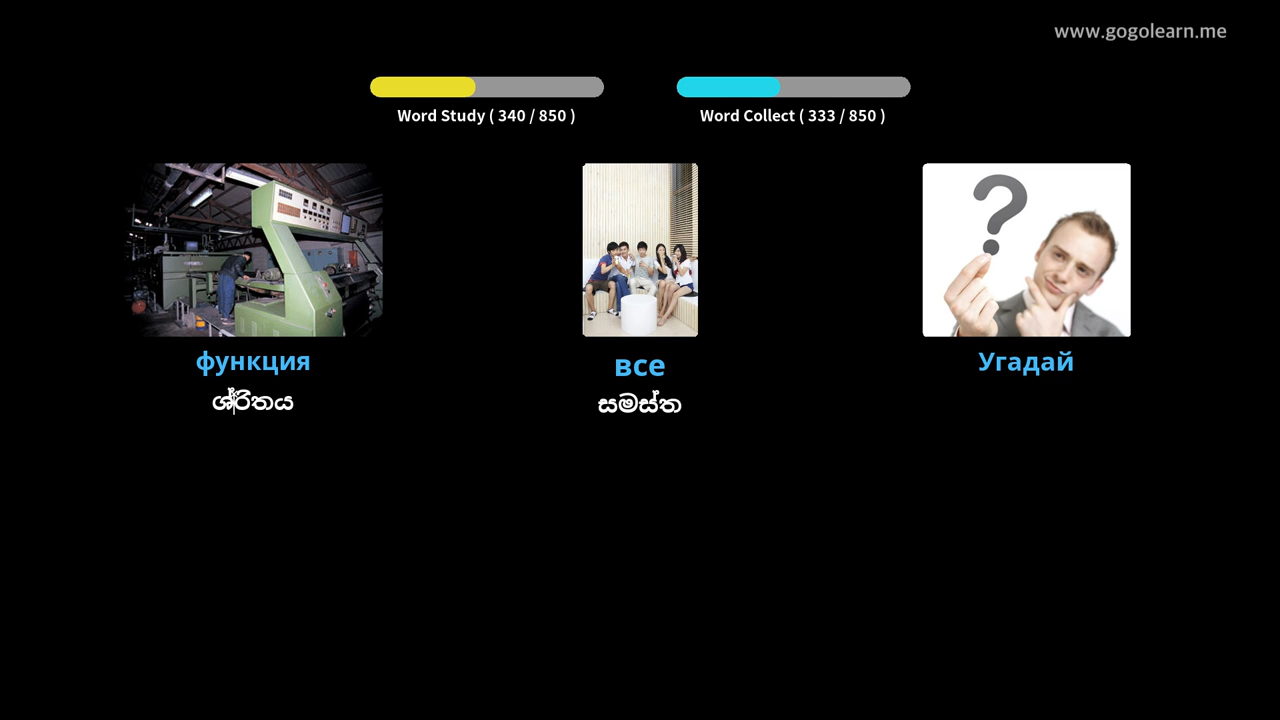 www.gogolearn.me
Word Study ( 340 / 850 )
Word Collect ( 333 / 850 )
функция
ශ්‍රිතය
все
සමස්ත
Угадай